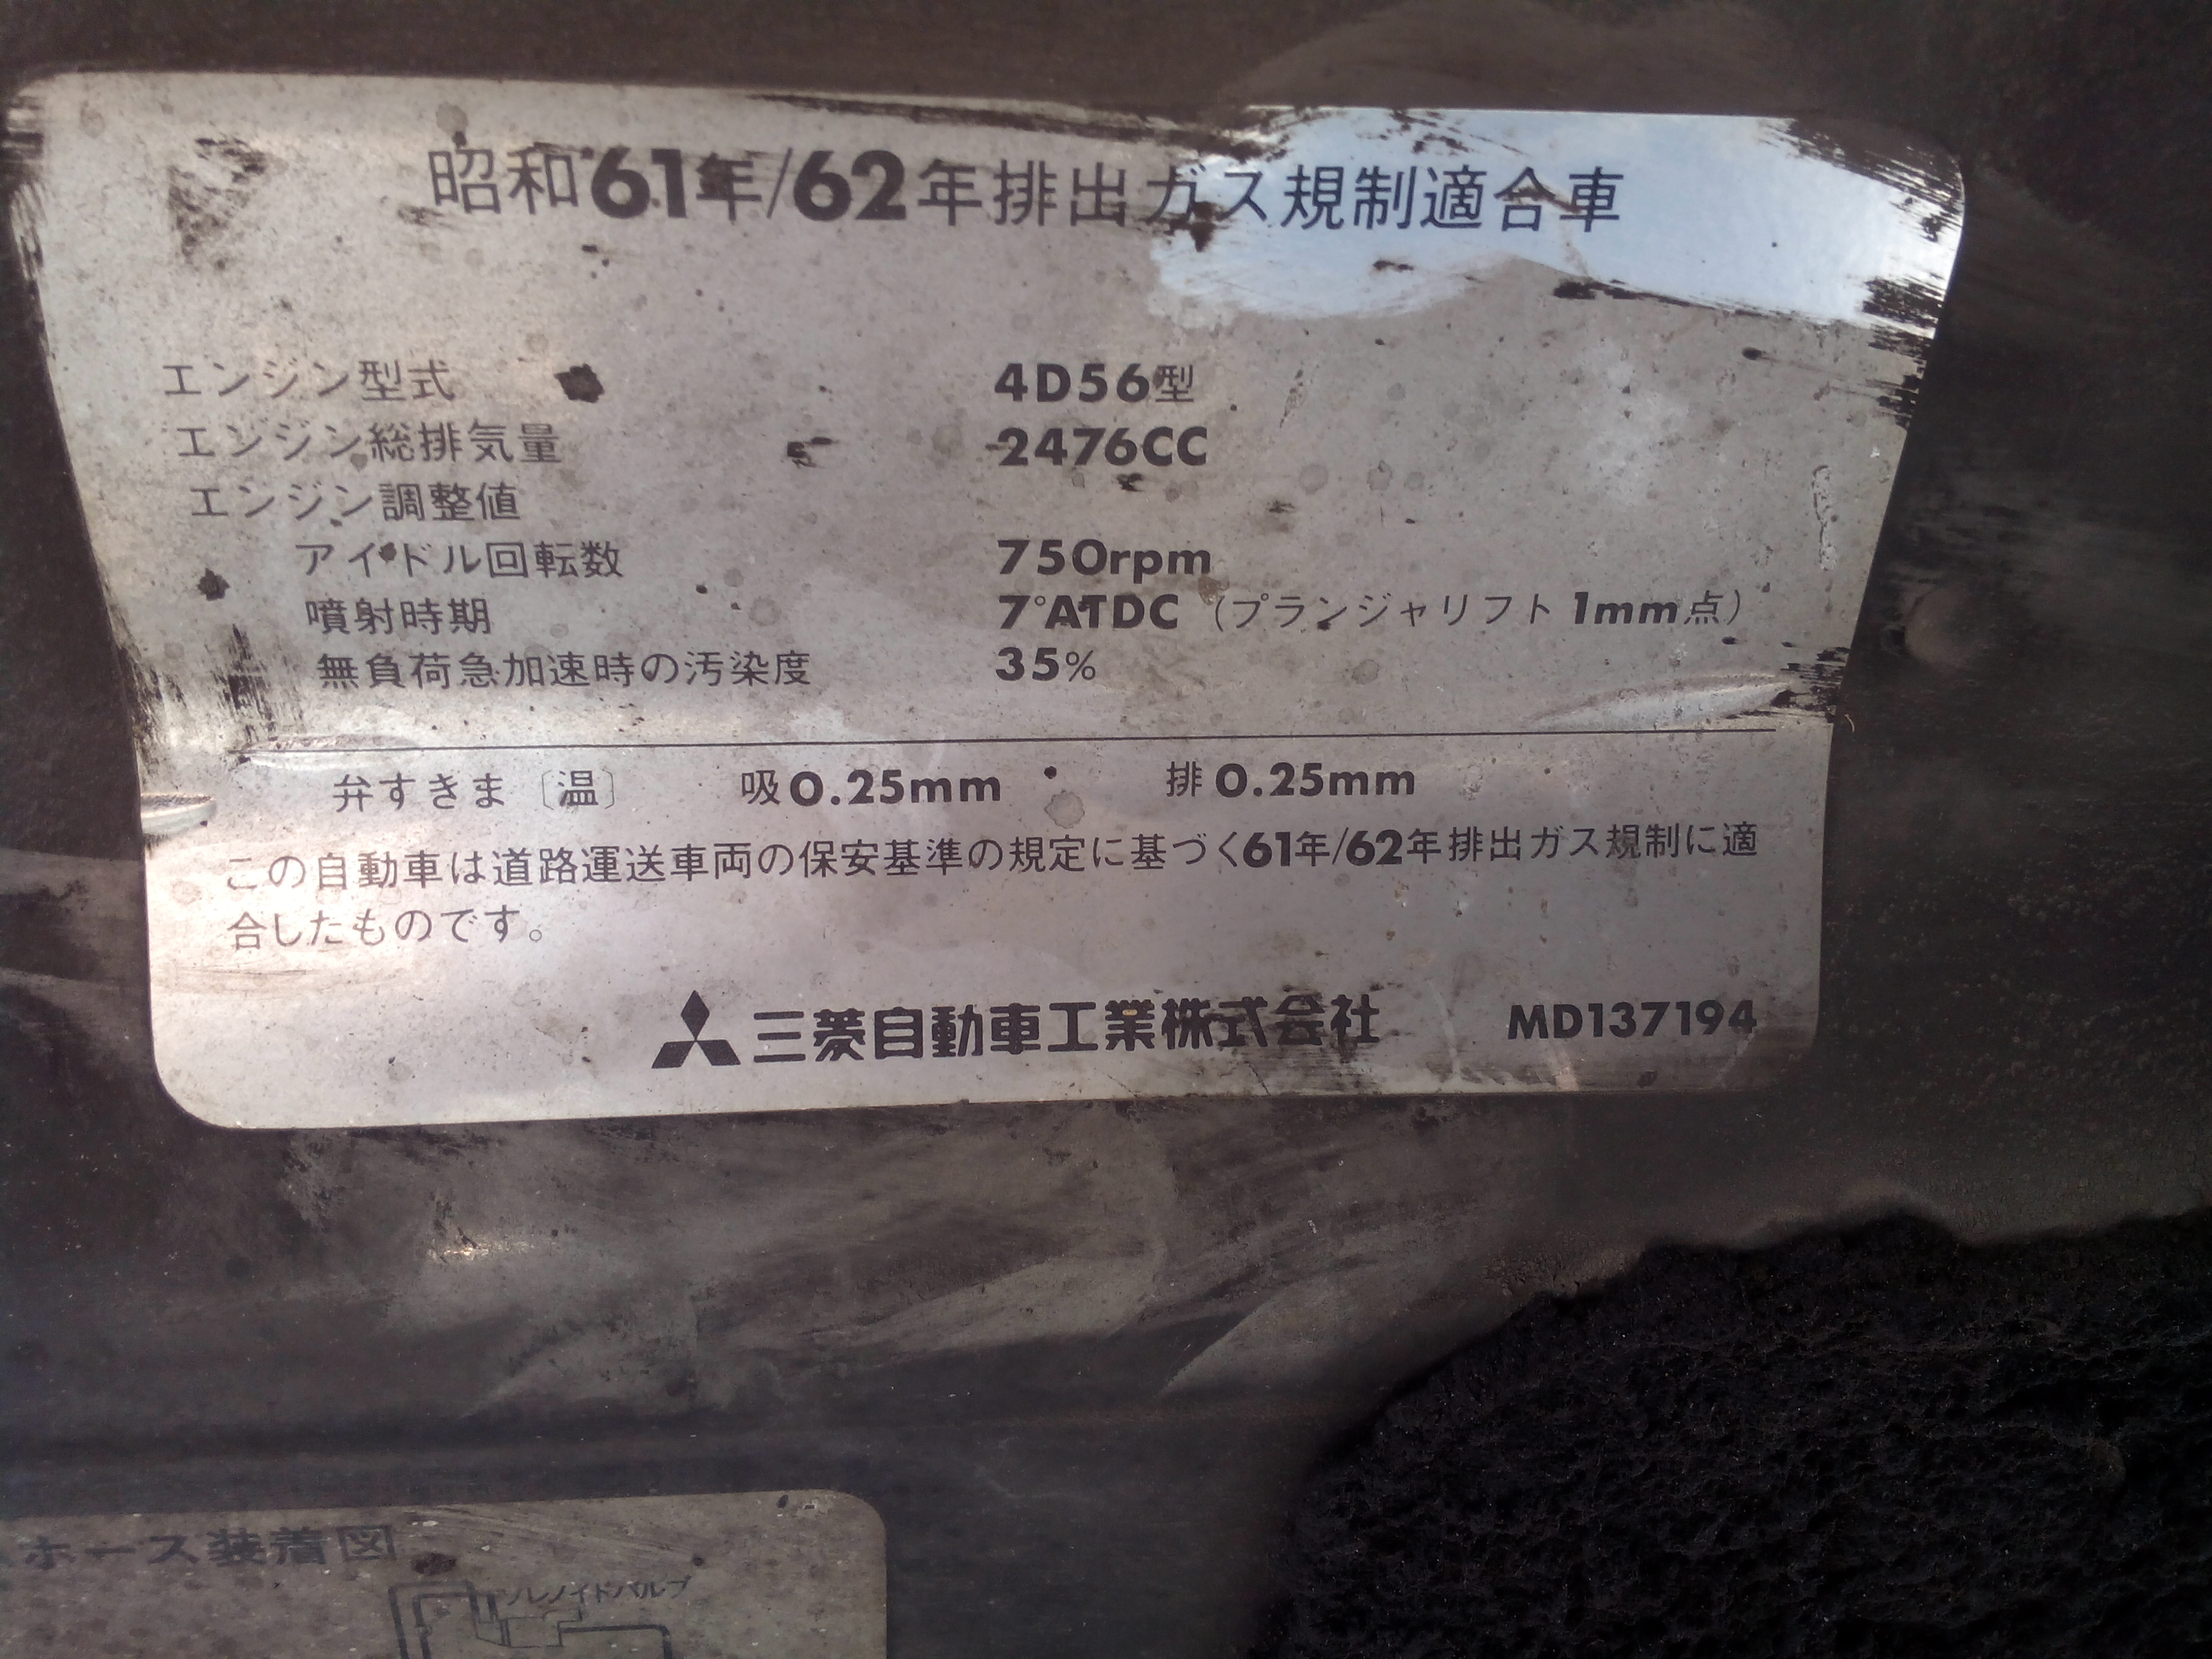 昭和61年/62年排出ガス規制適合車
エンジン型式 4D56型
エンジン総排気量 2476CC
エンジン調整値
アイドル回転数 750rpm
噴射時期 7°ATDC (プランジャリフト 1mm点)
無負荷急加速時の汚染度 35%
弁すきま〔温〕 吸0.25mm 排0.25mm
この自動車は道路運送車両の保安基準の規定に基づく61年/62年排出ガス規制に適
合したものです。
三菱自動車工業株式会社 MD137194
ホース装着図
ソレノイドバルブ